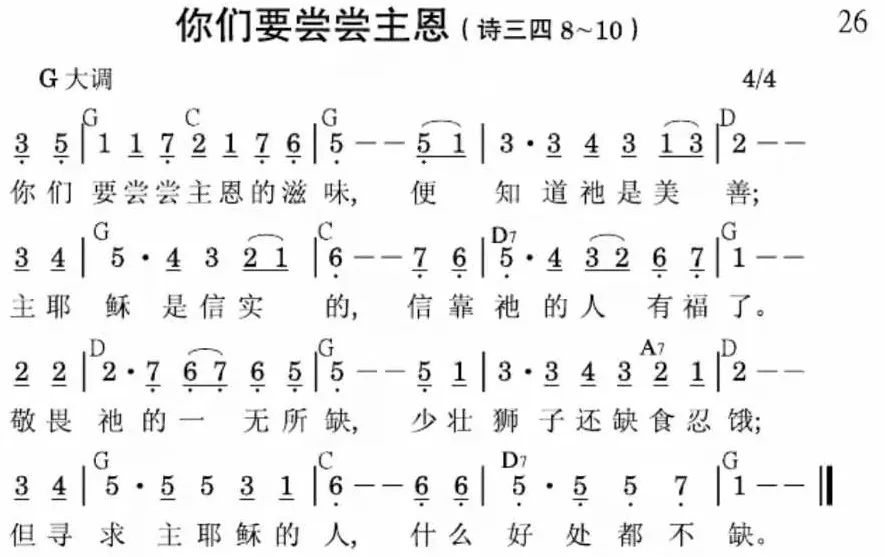 你们要尝尝主恩(诗三四 8~10) 26
G 大调 4/4
G C G D
3 5 | 1 1 7 2 1 7 6 | 5 - - 5 1 | 3 · 3 4 3 1 3 | 2 - -
你们 要尝尝主恩的滋味, 便 知道祂是美善;
G C D7 G
3 4 | 5 · 4 3 2 1 | 6 - - 7 6 | 5 · 4 3 2 6 7 | 1 - -
主耶稣是信实的, 信靠祂的人有福了。
D G A7 D
2 2 | 2 · 7 6 7 6 5 | 5 - - 5 1 | 3 · 3 4 3 2 1 | 2 - -
敬畏祂的一无所缺, 少壮狮子还缺食忍饿;
G C D7 G
3 4 | 5 · 5 5 3 1 | 6 - - 6 6 | 5 · 5 5 7 | 1 - - ‖
但寻求主耶稣的人, 什么好处都不缺。